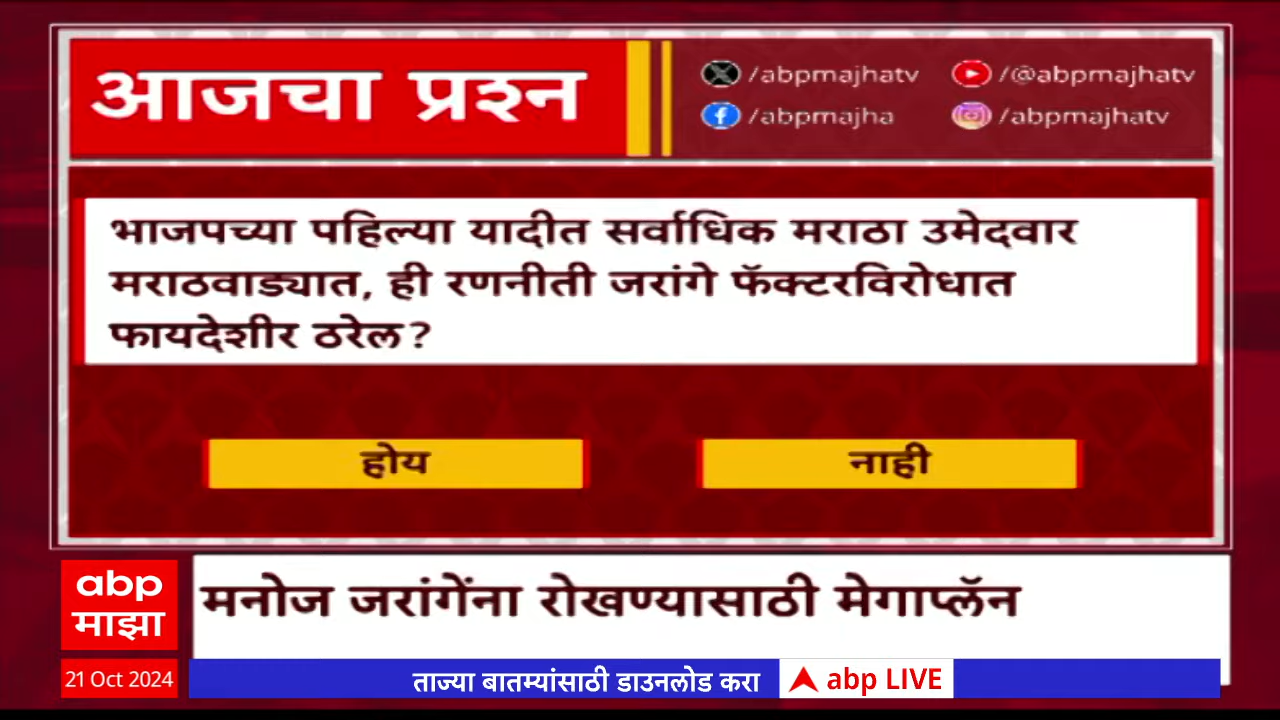 आजचा प्रश्न
/abpmajhatv
/@abpmajhatv
/abpmajha
/abpmajhatv
भाजपच्या पहिल्या यादीत सर्वाधिक मराठा उमेदवार
मराठवाड्यात, ही रणनीती जरांगे फॅक्टरविरोधात
फायदेशीर ठरेल?
होय
नाही
abp
माझा
मनोज जरांगेंना रोखण्यासाठी मेगाप्लॅन
21 Oct 2024
ताज्या बातम्यांसाठी डाउनलोड करा
abp LIVE